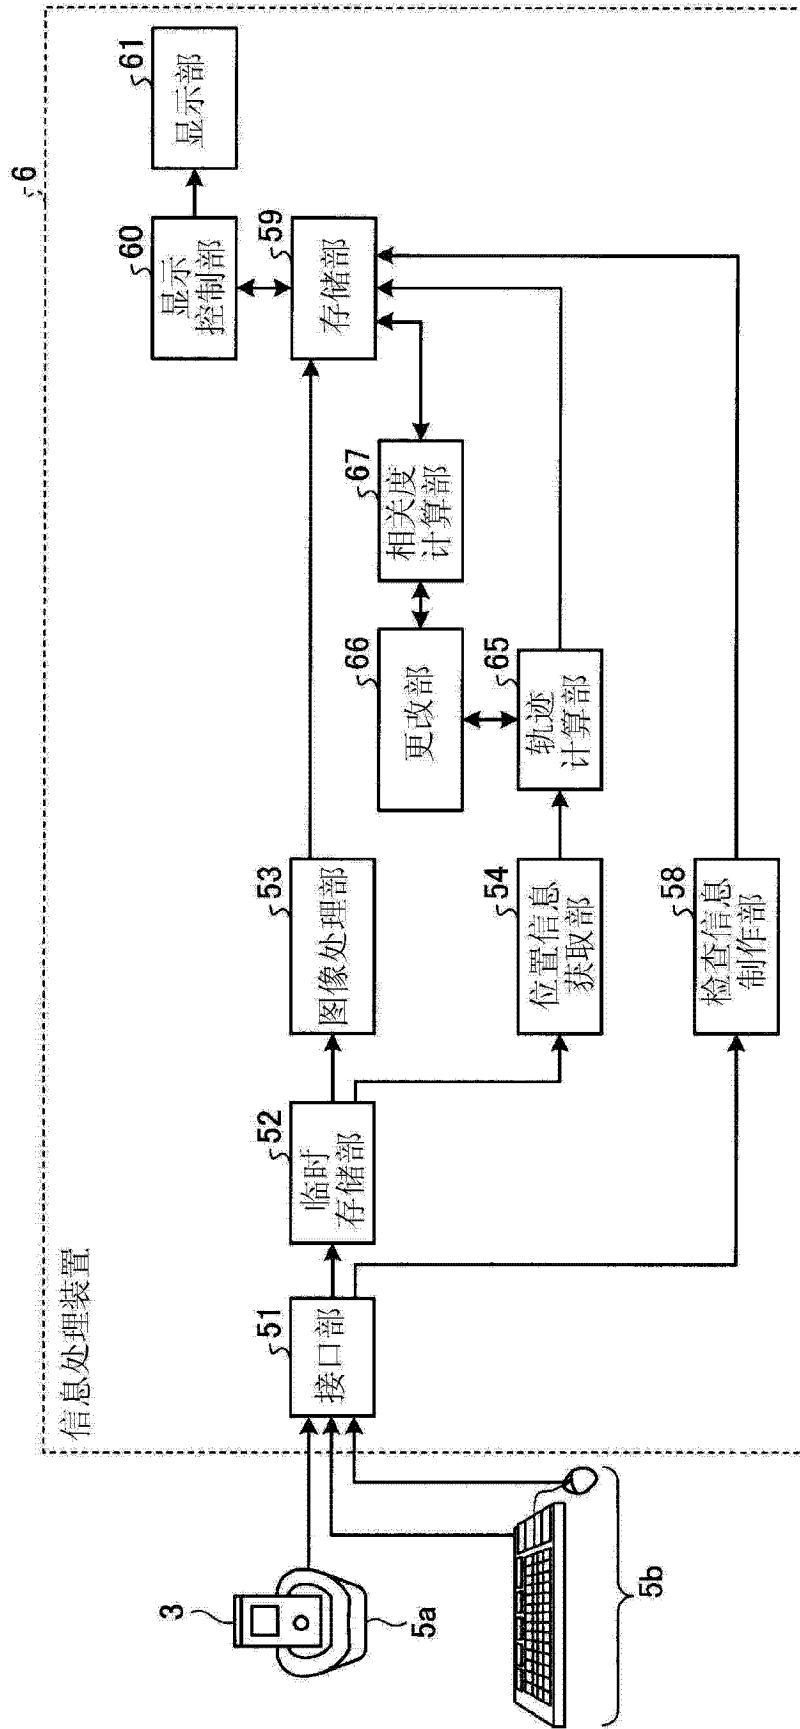 6
信息处理装置
60
显示
控制部
61
显示部
51
接口部
52
临时
存储部
53
图像处理部
59
存储部
66
更改部
67
相关度
计算部
54
位置信息
获取部
65
轨迹
计算部
58
检查信息
制作部
3
5a
5b